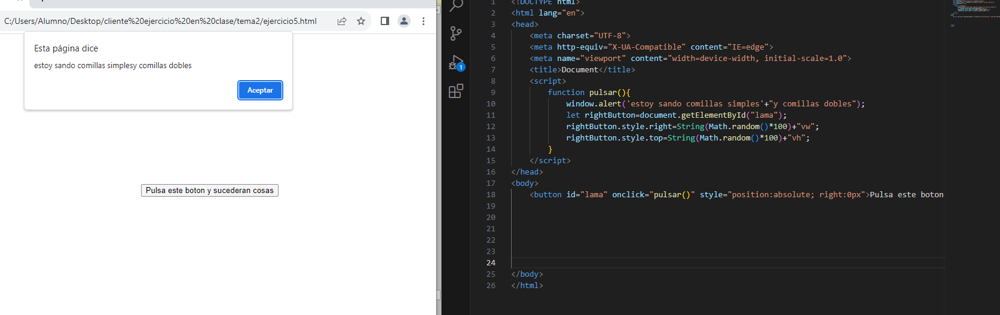 C:/Users/Alumno/Desktop/cliente%20ejercicio%20en%20clase/tema2/ejercicio5.html
Esta página dice
estoy sando comillas simplesy comillas dobles
Aceptar
Pulsa este boton y sucederan cosas
1
1 <!DOCTYPE html>
2 <html lang="en">
3 <head>
4 <meta charset="UTF-8">
5 <meta http-equiv="X-UA-Compatible" content="IE=edge">
6 <meta name="viewport" content="width=device-width, initial-scale=1.0">
7 <title>Document</title>
8 <script>
9 function pulsar(){
10 window.alert('estoy sando comillas simples'+"y comillas dobles");
11 let rightButton=document.getElementById("lama");
12 rightButton.style.right=String(Math.random()*100)+"vw";
13 rightButton.style.top=String(Math.random()*100)+"vh";
14 }
15 </script>
16 </head>
17 <body>
18 <button id="lama" onclick="pulsar()" style="position:absolute; right:0px">Pulsa este boton
19
20
21
22
23
24
25 </body>
26 </html>